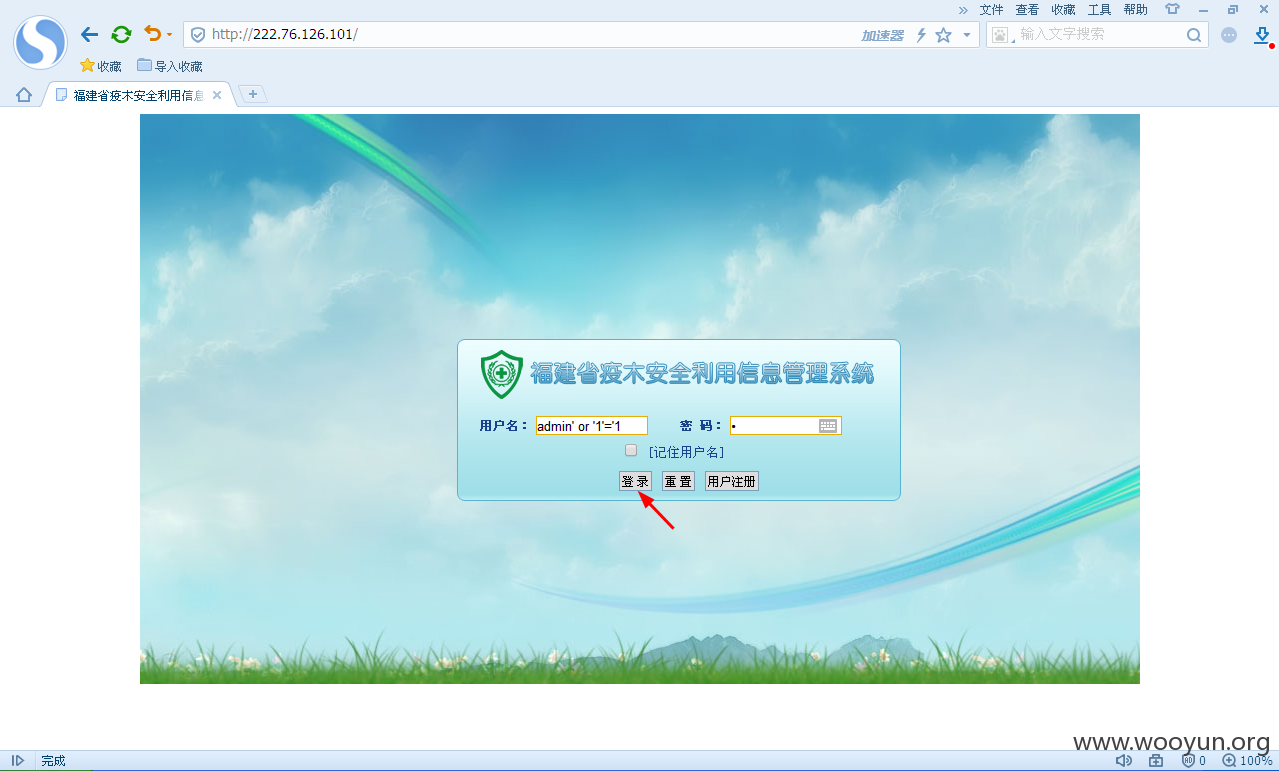 » 文件 查看 收藏 工具 帮助
http://222.76.126.101/ 加速器 输入文字搜索
收藏 导入收藏
福建省疫木安全利用信息
福建省疫木安全利用信息管理系统
用户名： admin' or '1'='1 密 码： •
[记住用户名]
登 录 重 置 用户注册
www.wooyun.org
完成 0 100%